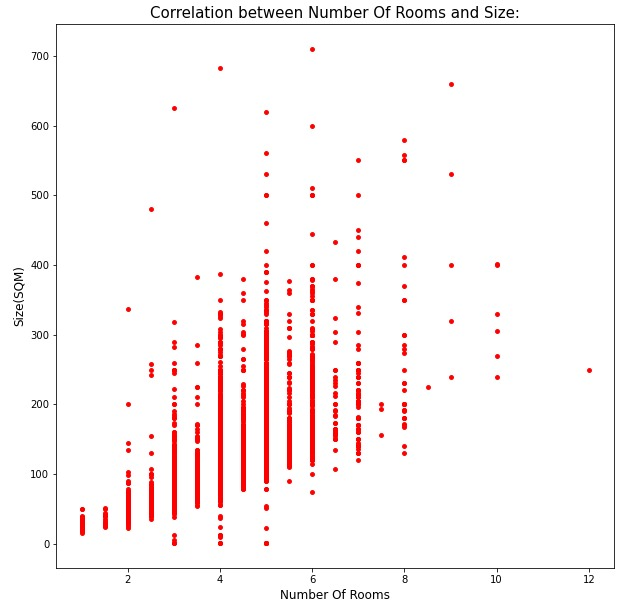 Correlation between Number Of Rooms and Size:
700
600
500
400
300
200
100
0
Size(SQM)
2 4 6 8 10 12
Number Of Rooms